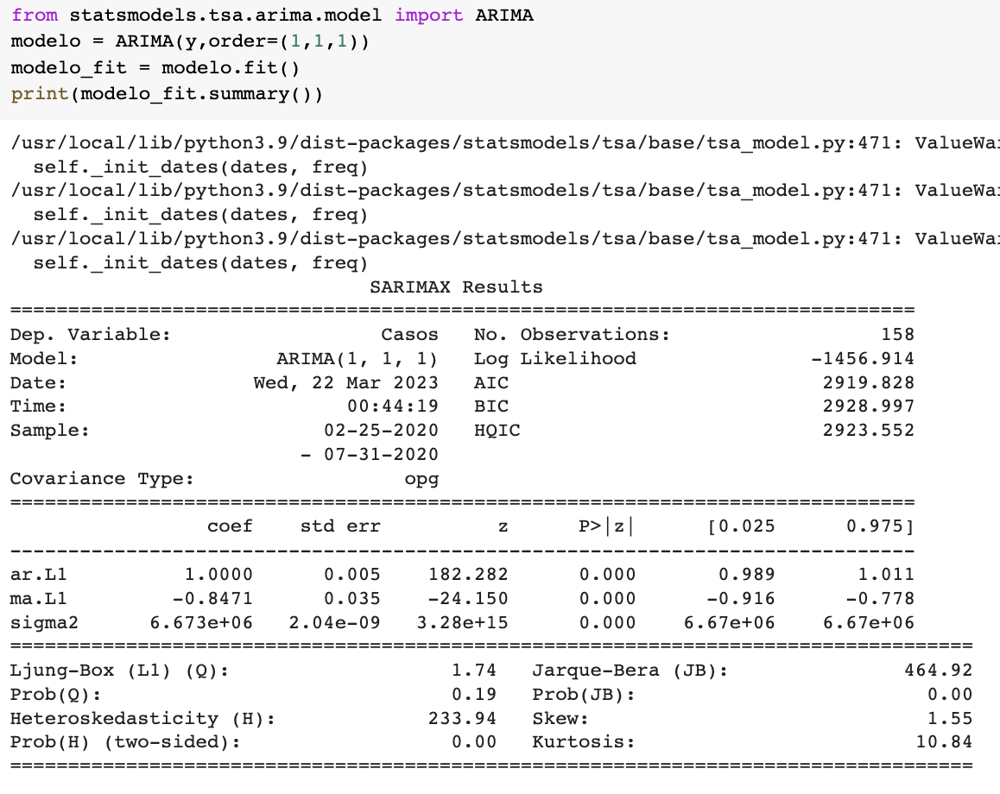 from statsmodels.tsa.arima.model import ARIMA
modelo = ARIMA(y,order=(1,1,1))
modelo_fit = modelo.fit()
print(modelo_fit.summary())
/usr/local/lib/python3.9/dist-packages/statsmodels/tsa/base/tsa_model.py:471: ValueWa
  self._init_dates(dates, freq)
/usr/local/lib/python3.9/dist-packages/statsmodels/tsa/base/tsa_model.py:471: ValueWa
  self._init_dates(dates, freq)
/usr/local/lib/python3.9/dist-packages/statsmodels/tsa/base/tsa_model.py:471: ValueWa
  self._init_dates(dates, freq)
                               SARIMAX Results
==============================================================================
Dep. Variable:                  Casos   No. Observations:                  158
Model:                 ARIMA(1, 1, 1)   Log Likelihood               -1456.914
Date:                Wed, 22 Mar 2023   AIC                           2919.828
Time:                        00:44:19   BIC                           2928.997
Sample:                    02-25-2020   HQIC                          2923.552
                         - 07-31-2020
Covariance Type:                  opg
==============================================================================
                 coef    std err          z      P>|z|      [0.025      0.975]
------------------------------------------------------------------------------
ar.L1          1.0000      0.005    182.282      0.000       0.989       1.011
ma.L1         -0.8471      0.035    -24.150      0.000      -0.916      -0.778
sigma2      6.673e+06   2.04e-09   3.28e+15      0.000    6.67e+06    6.67e+06
===================================================================================
Ljung-Box (L1) (Q):                   1.74   Jarque-Bera (JB):               464.92
Prob(Q):                              0.19   Prob(JB):                         0.00
Heteroskedasticity (H):             233.94   Skew:                             1.55
Prob(H) (two-sided):                  0.00   Kurtosis:                        10.84
===================================================================================